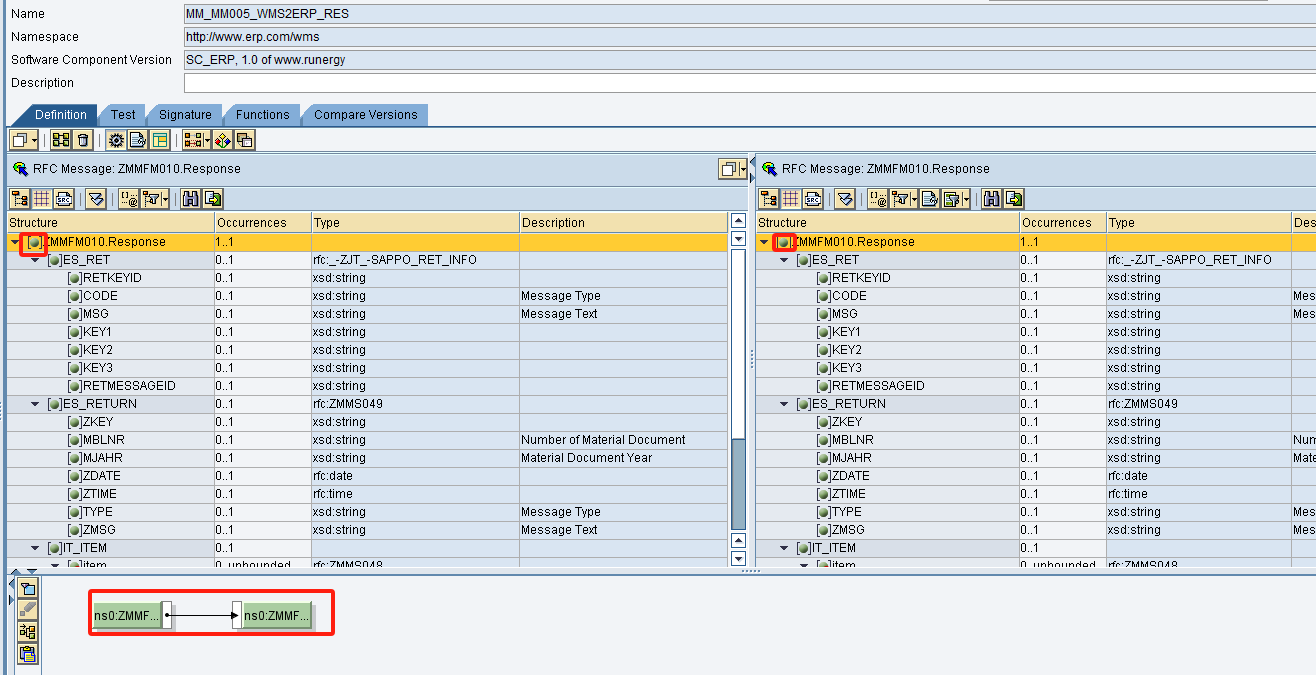 Name MM_MM005_WMS2ERP_RES
Namespace http://www.erp.com/wms
Software Component Version SC_ERP, 1.0 of www.runergy
Description
Definition Test Signature Functions Compare Versions
RFC Message: ZMMFM010.Response RFC Message: ZMMFM010.Response
Structure Occurrences Type Description Structure Occurrences Type Des
ZMMFM010.Response 1..1 ZMMFM010.Response 1..1
ES_RET 0..1 rfc:_-ZJT_-SAPPO_RET_INFO ES_RET 0..1 rfc:_-ZJT_-SAPPO_RET_INFO
RETKEYID 0..1 xsd:string RETKEYID 0..1 xsd:string
CODE 0..1 xsd:string Message Type CODE 0..1 xsd:string Mes
MSG 0..1 xsd:string Message Text MSG 0..1 xsd:string Mes
KEY1 0..1 xsd:string KEY1 0..1 xsd:string
KEY2 0..1 xsd:string KEY2 0..1 xsd:string
KEY3 0..1 xsd:string KEY3 0..1 xsd:string
RETMESSAGEID 0..1 xsd:string RETMESSAGEID 0..1 xsd:string
ES_RETURN 0..1 rfc:ZMMS049 ES_RETURN 0..1 rfc:ZMMS049
ZKEY 0..1 xsd:string ZKEY 0..1 xsd:string
MBLNR 0..1 xsd:string Number of Material Document MBLNR 0..1 xsd:string Num
MJAHR 0..1 xsd:string Material Document Year MJAHR 0..1 xsd:string Mate
ZDATE 0..1 rfc:date ZDATE 0..1 rfc:date
ZTIME 0..1 rfc:time ZTIME 0..1 rfc:time
TYPE 0..1 xsd:string Message Type TYPE 0..1 xsd:string Mes
ZMSG 0..1 xsd:string Message Text ZMSG 0..1 xsd:string Mes
IT_ITEM 0..1 IT_ITEM 0..1
item 0..unbounded rfc:ZMMS048 item 0..unbounded rfc:ZMMS048
ns0:ZMMF... ns0:ZMMF...